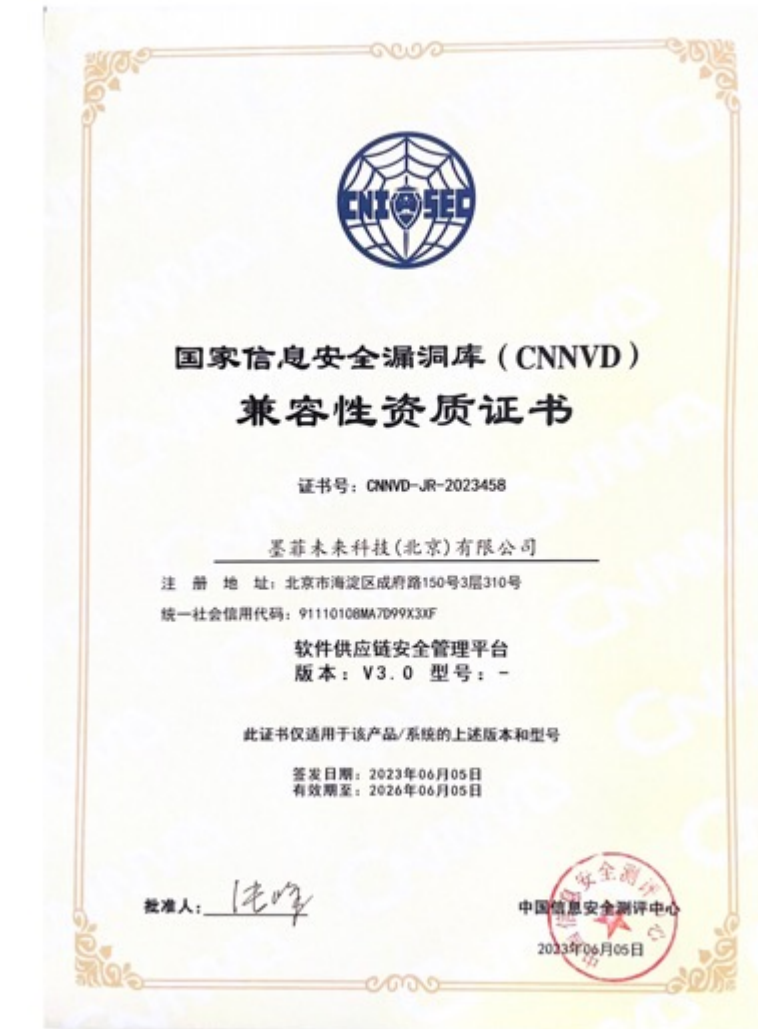 CNI SEC
国家信息安全漏洞库（CNNVD）
兼容性资质证书
证书号：CNNVD-JR-2023458
墨菲未来科技(北京)有限公司
注 册 地 址：北京市海淀区成府路150号3层310号
统一社会信用代码：91110108MA7D99X3XF
软件供应链安全管理平台
版本：V3.0 型号：-
此证书仅适用于该产品/系统的上述版本和型号
签发日期：2023年06月05日
有效期至：2026年06月05日
批准人：
中国信息安全测评中心
2023年06月05日